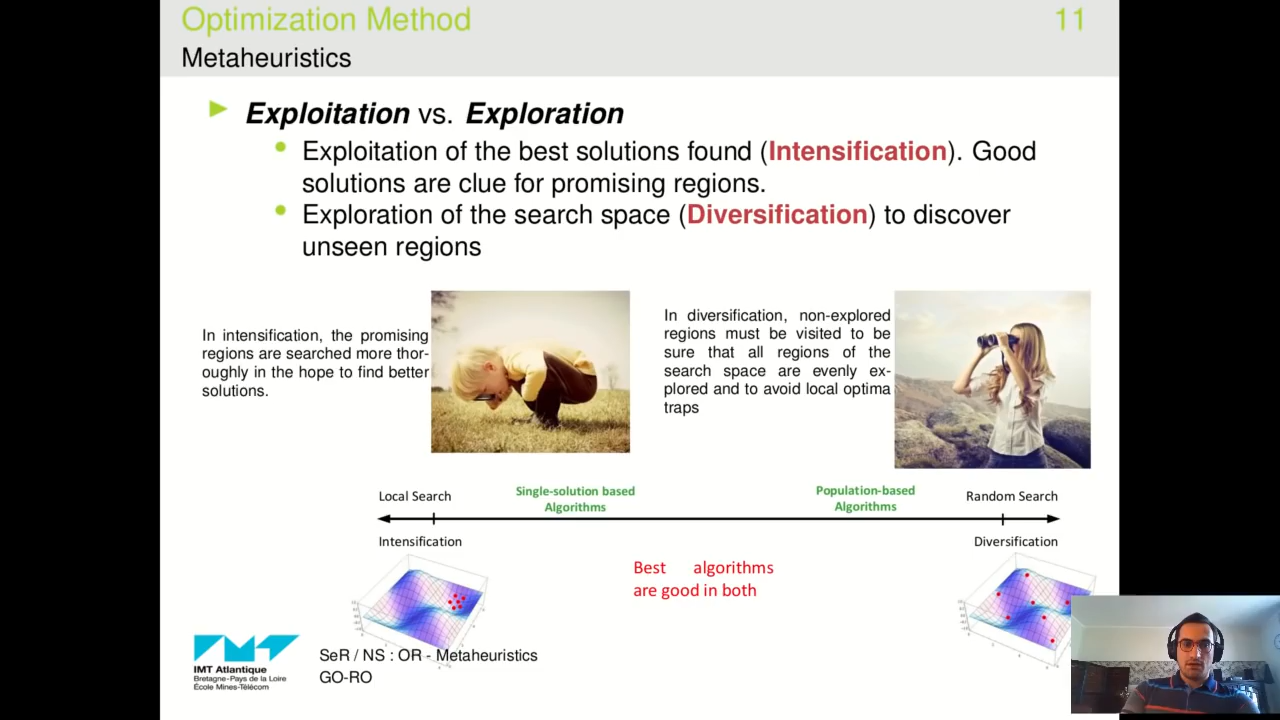 Optimization Method
11
Metaheuristics
Exploitation vs. Exploration
Exploitation of the best solutions found (Intensification). Good
solutions are clue for promising regions.
Exploration of the search space (Diversification) to discover
unseen regions
In intensification, the promising
regions are searched more thor-
oughly in the hope to find better
solutions.
In diversification, non-explored
regions must be visited to be
sure that all regions of the
search space are evenly ex-
plored and to avoid local optima
traps
Local Search
Single-solution based
Algorithms
Population-based
Algorithms
Random Search
Intensification
Diversification
Best algorithms
are good in both
IMT Atlantique
Bretagne-Pays de la Loire
École Mines-Télécom
SeR / NS : OR - Metaheuristics
GO-RO